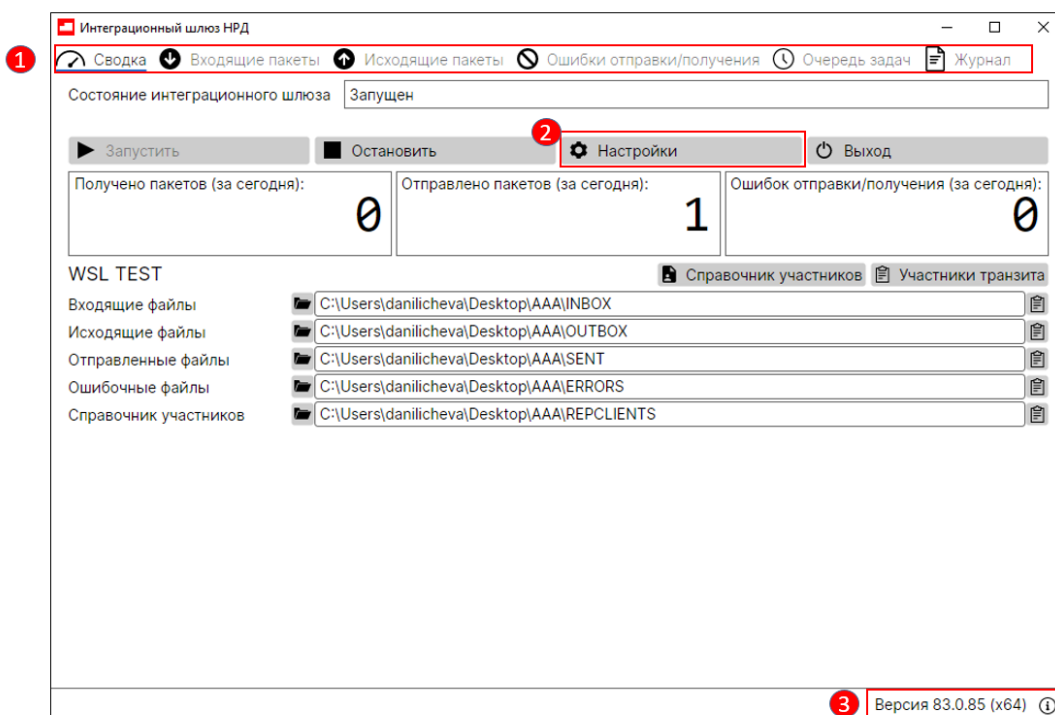 Интеграционный шлюз НРД
1 Сводка Входящие пакеты Исходящие пакеты Ошибки отправки/получения Очередь задач Журнал
Состояние интеграционного шлюза Запущен
2
Запустить Остановить Настройки Выход
Получено пакетов (за сегодня): Отправлено пакетов (за сегодня): Ошибок отправки/получения (за сегодня):
0 1 0
WSL TEST Справочник участников Участники транзита
Входящие файлы C:\Users\danilicheva\Desktop\AAA\INBOX
Исходящие файлы C:\Users\danilicheva\Desktop\AAA\OUTBOX
Отправленные файлы C:\Users\danilicheva\Desktop\AAA\SENT
Ошибочные файлы C:\Users\danilicheva\Desktop\AAA\ERRORS
Справочник участников C:\Users\danilicheva\Desktop\AAA\REPCLIENTS
3 Версия 83.0.85 (x64)